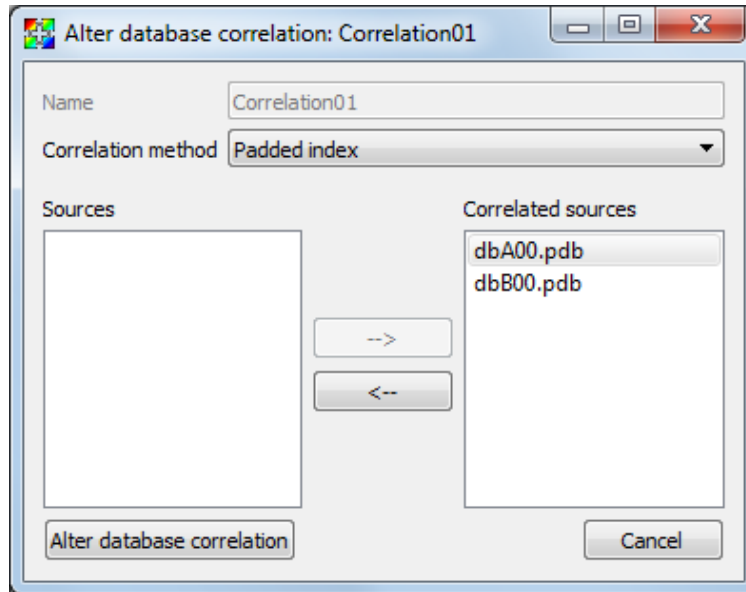 Alter database correlation: Correlation01
Name Correlation01
Correlation method Padded index
Sources Correlated sources
dbA00.pdb
dbB00.pdb
-->
<--
Alter database correlation Cancel